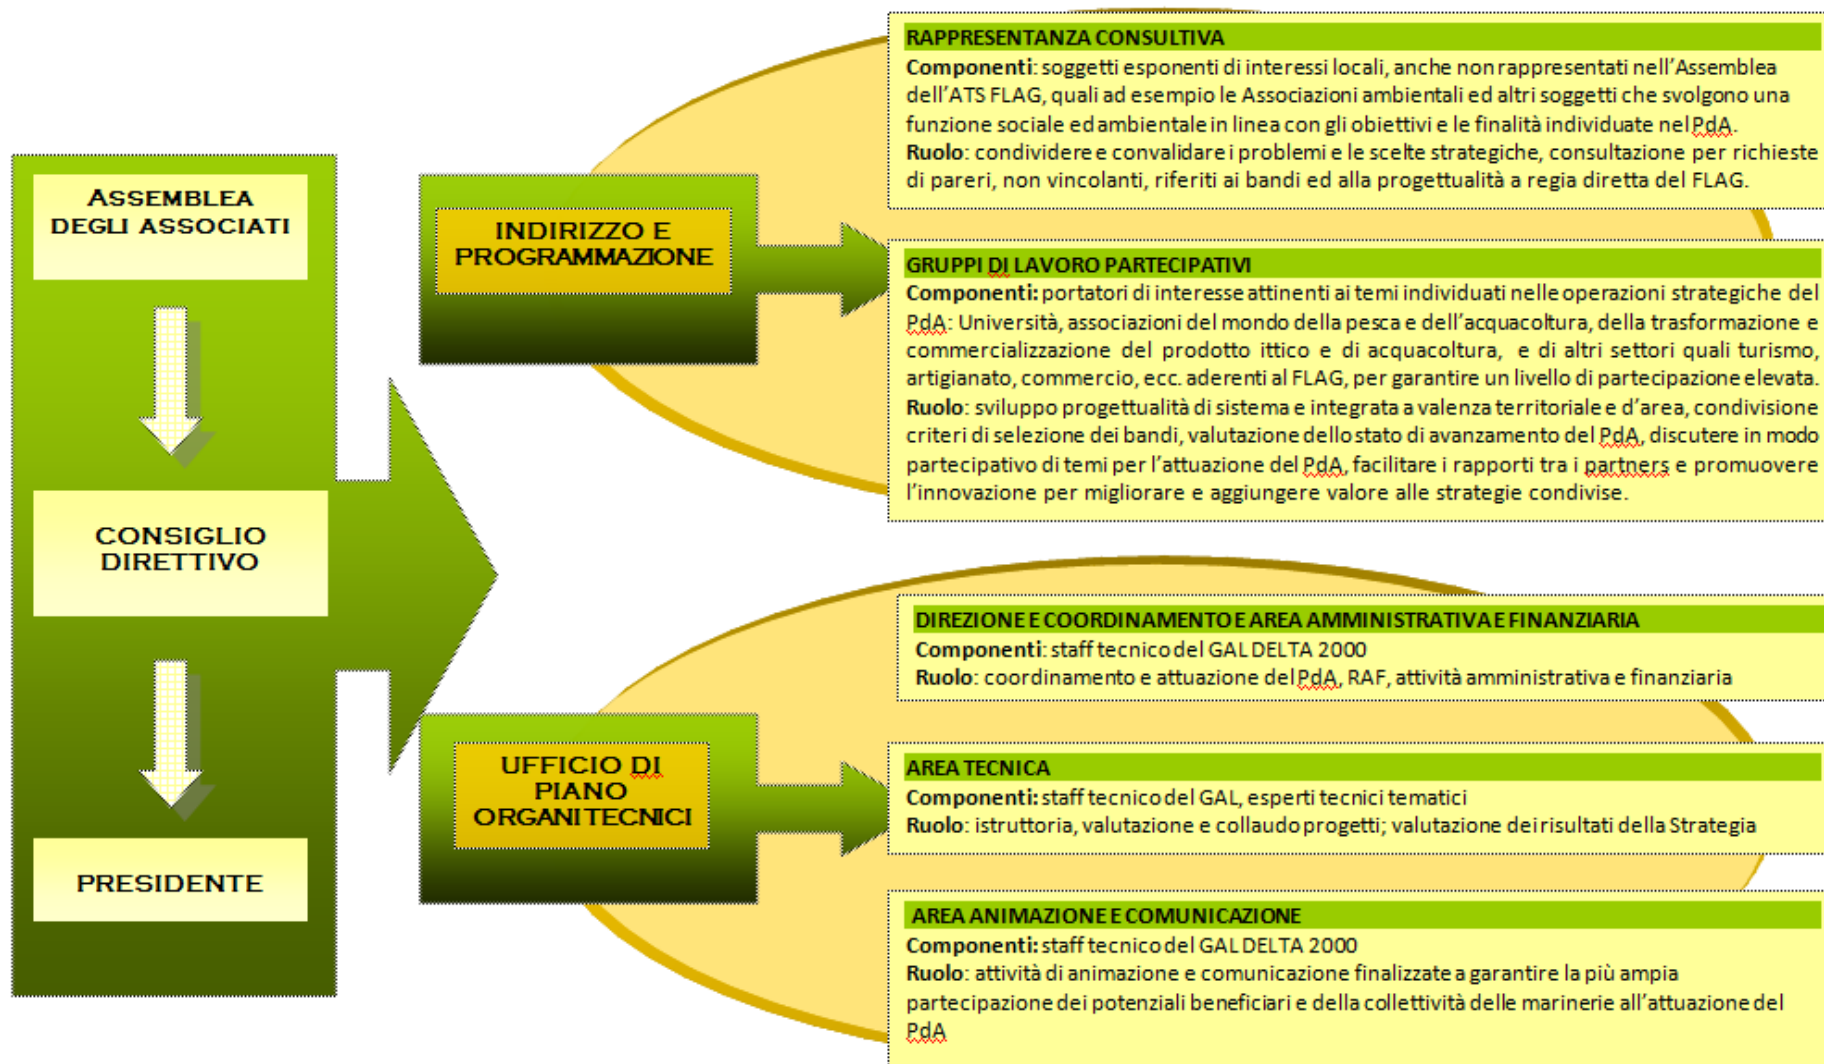 ASSEMBLEA
DEGLI ASSOCIATI
CONSIGLIO
DIRETTIVO
PRESIDENTE
INDIRIZZO E
PROGRAMMAZIONE
RAPPRESENTANZA CONSULTIVA
Componenti: soggetti esponenti di interessi locali, anche non rappresentati nell'Assemblea
dell'ATS FLAG, quali ad esempio le Associazioni ambientali ed altri soggetti che svolgono una
funzione sociale ed ambientale in linea con gli obiettivi e le finalità individuate nel PdA.
Ruolo: condividere e convalidare i problemi e le scelte strategiche, consultazione per richieste
di pareri, non vincolanti, riferiti ai bandi ed alla progettualità a regia diretta del FLAG.
GRUPPI DI LAVORO PARTECIPATIVI
Componenti: portatori di interesse attinenti ai temi individuati nelle operazioni strategiche del
PdA: Università, associazioni del mondo della pesca e dell'acquacoltura, della trasformazione e
commercializzazione del prodotto ittico e di acquacoltura, e di altri settori quali turismo,
artigianato, commercio, ecc. aderenti al FLAG, per garantire un livello di partecipazione elevata.
Ruolo: sviluppo progettualità di sistema e integrata a valenza territoriale e d'area, condivisione
criteri di selezione dei bandi, valutazione dello stato di avanzamento del PdA, discutere in modo
partecipativo di temi per l'attuazione del PdA, facilitare i rapporti tra i partners e promuovere
l'innovazione per migliorare e aggiungere valore alle strategie condivise.
UFFICIO DI
PIANO
ORGANI TECNICI
DIREZIONE E COORDINAMENTO E AREA AMMINISTRATIVA E FINANZIARIA
Componenti: staff tecnico del GAL DELTA 2000
Ruolo: coordinamento e attuazione del PdA, RAF, attività amministrativa e finanziaria
AREA TECNICA
Componenti: staff tecnico del GAL, esperti tecnici tematici
Ruolo: istruttoria, valutazione e collaudo progetti; valutazione dei risultati della Strategia
AREA ANIMAZIONE E COMUNICAZIONE
Componenti: staff tecnico del GAL DELTA 2000
Ruolo: attività di animazione e comunicazione finalizzate a garantire la più ampia
partecipazione dei potenziali beneficiari e della collettività delle marinerie all'attuazione del
PdA